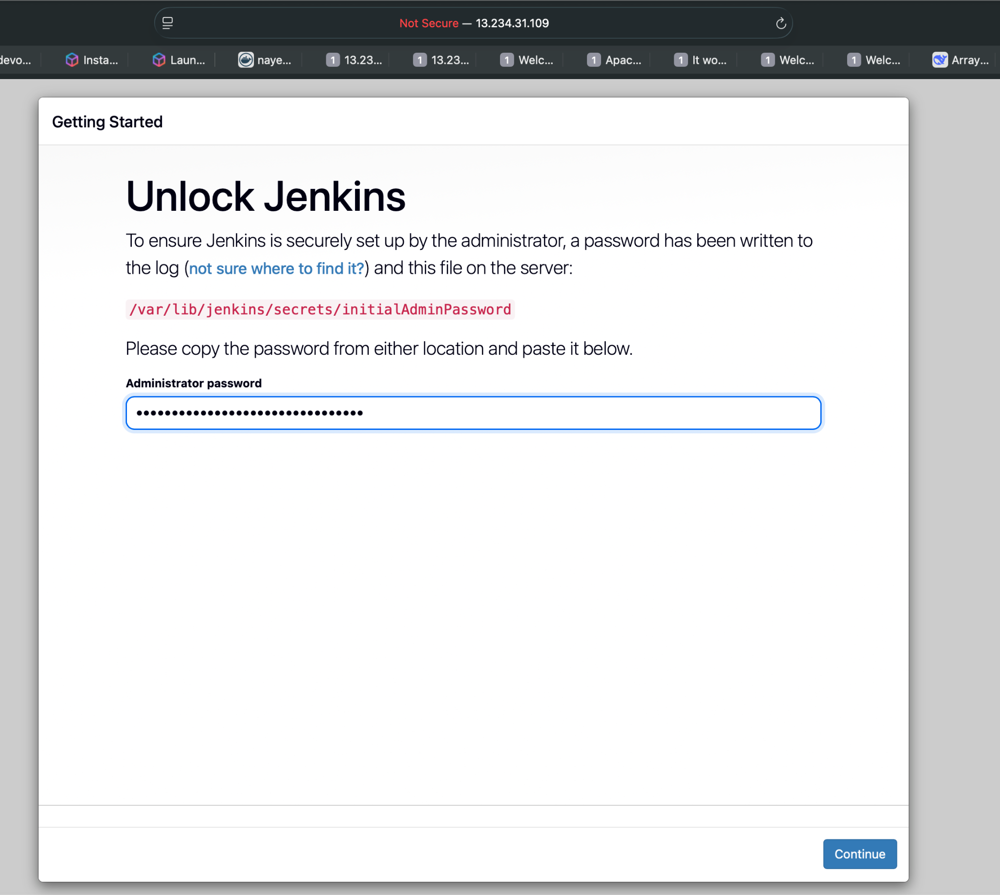 Not Secure — 13.234.31.109
devo... Insta... Laun... naye... 1 13.23... 1 13.23... 1 Welc... 1 Apac... 1 It wo... 1 Welc... 1 Welc... Array...
Getting Started
Unlock Jenkins
To ensure Jenkins is securely set up by the administrator, a password has been written to
the log (not sure where to find it?) and this file on the server:
/var/lib/jenkins/secrets/initialAdminPassword
Please copy the password from either location and paste it below.
Administrator password
••••••••••••••••••••••••••••••••
Continue